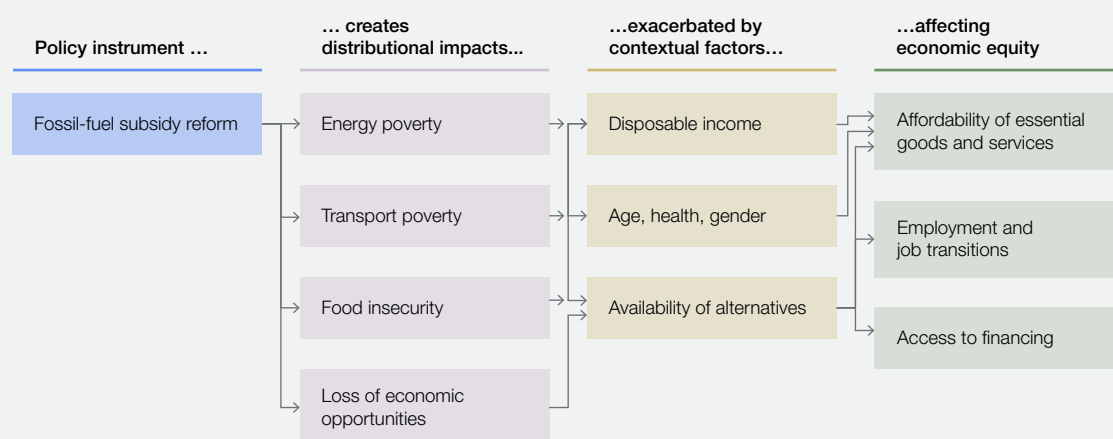 Policy instrument …
… creates
distributional impacts...
…exacerbated by
contextual factors…
…affecting
economic equity
Fossil-fuel subsidy reform
Energy poverty
Transport poverty
Food insecurity
Loss of economic
opportunities
Disposable income
Age, health, gender
Availability of alternatives
Affordability of essential
goods and services
Employment and
job transitions
Access to financing